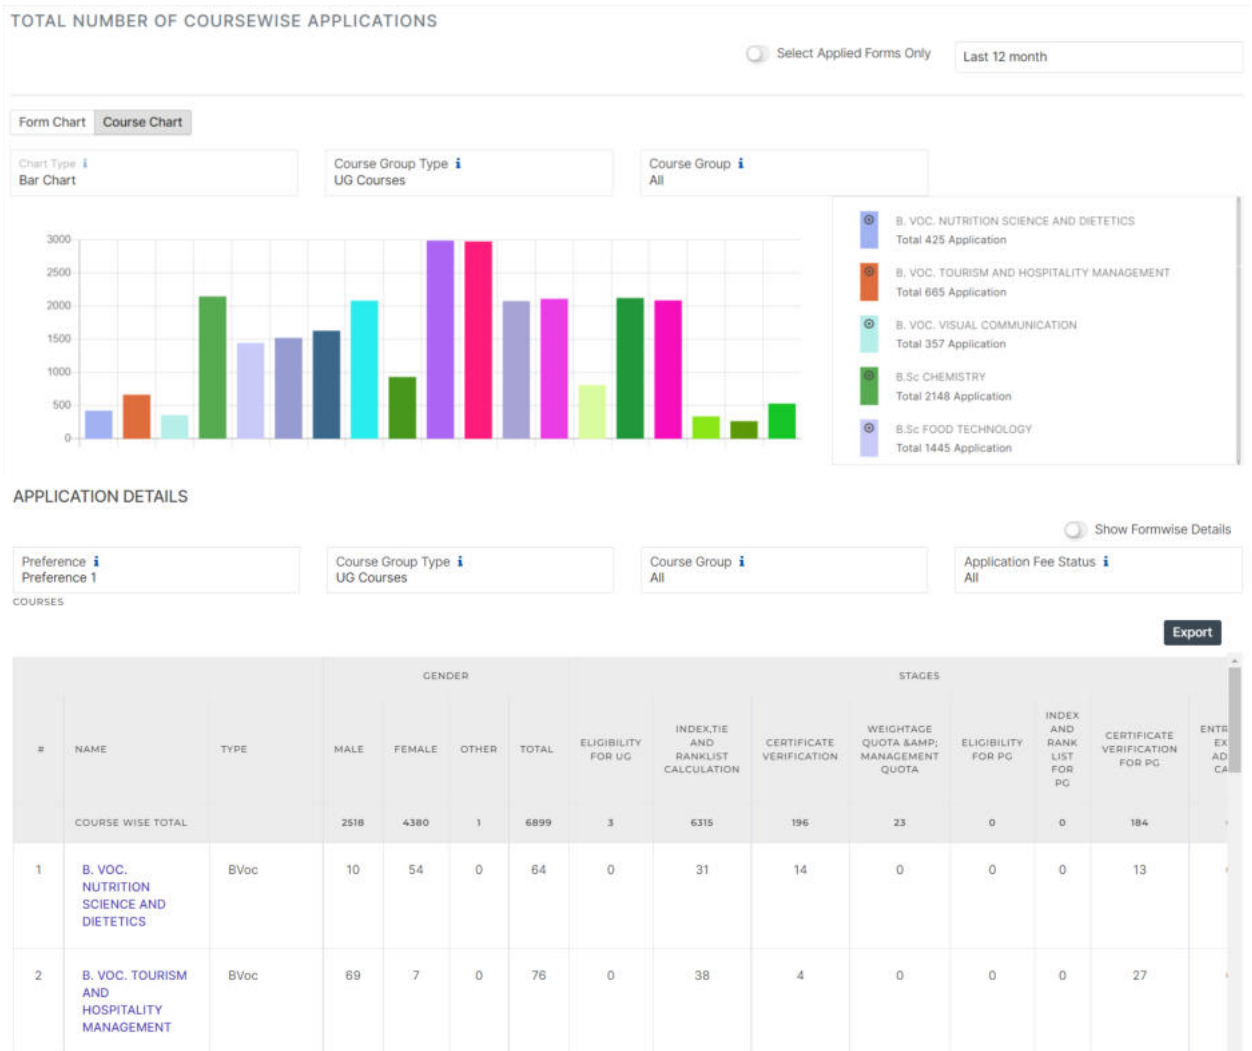 TOTAL NUMBER OF COURSEWISE APPLICATIONS
Select Applied Forms Only
Last 12 month
Form Chart
Course Chart
Chart Type i
Bar Chart
Course Group Type i
UG Courses
Course Group i
All
3000
2500
2000
1500
1000
500
0
B. VOC. NUTRITION SCIENCE AND DIETETICS
Total 425 Application
B. VOC. TOURISM AND HOSPITALITY MANAGEMENT
Total 665 Application
B. VOC. VISUAL COMMUNICATION
Total 357 Application
B.Sc CHEMISTRY
Total 2148 Application
B.Sc FOOD TECHNOLOGY
Total 1445 Application
APPLICATION DETAILS
Show Formwise Details
Preference i
Preference 1
Course Group Type i
UG Courses
Course Group i
All
Application Fee Status i
All
COURSES
Export
GENDER STAGES
# NAME TYPE MALE FEMALE OTHER TOTAL
ELIGIBILITY
FOR UG
INDEX,TIE
AND
RANKLIST
CALCULATION
CERTIFICATE
VERIFICATION
WEIGHTAGE
QUOTA &AMP;
MANAGEMENT
QUOTA
ELIGIBILITY
FOR PG
INDEX
AND
RANK
LIST
FOR
PG
CERTIFICATE
VERIFICATION
FOR PG
ENTR
EX
AD
CA
COURSE WISE TOTAL 2518 4380 1 6899 3 6315 196 23 0 0 184
1 B. VOC. BVoc 10 54 0 64 0 31 14 0 0 0 13
NUTRITION
SCIENCE AND
DIETETICS
2 B. VOC. TOURISM BVoc 69 7 0 76 0 38 4 0 0 0 27
AND
HOSPITALITY
MANAGEMENT